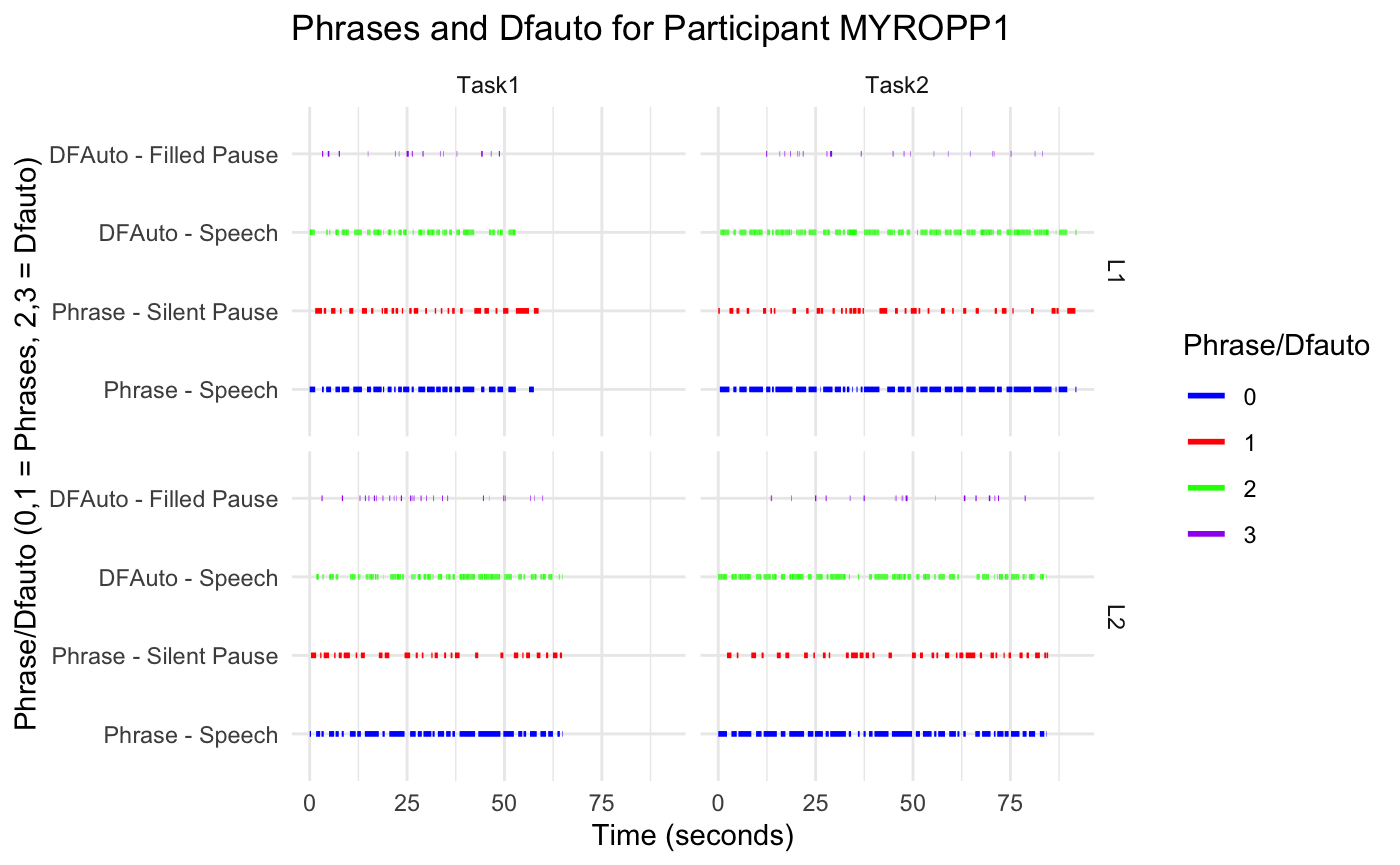 Phrases and Dfauto for Participant MYROPP1
Task1
Task2
Phrase/Dfauto (0,1 = Phrases, 2,3 = Dfauto)
DFAuto - Filled Pause
DFAuto - Speech
Phrase - Silent Pause
Phrase - Speech
L1
DFAuto - Filled Pause
DFAuto - Speech
Phrase - Silent Pause
Phrase - Speech
L2
0 25 50 75
0 25 50 75
Time (seconds)
Phrase/Dfauto
0
1
2
3